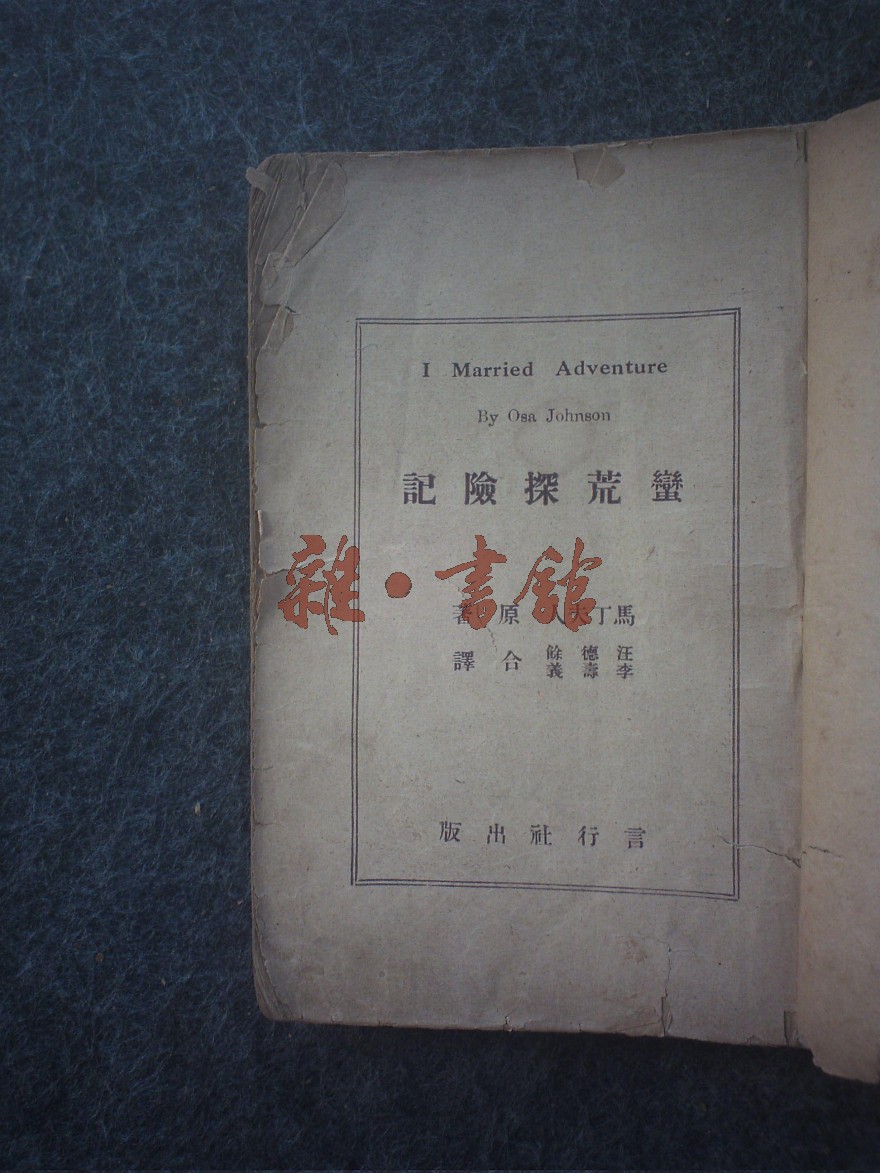 I Married Adventure
By Osa Johnson
蠻荒探險記
雜·書館
馬丁夫人 原著
汪德餘
李壽義
合譯
言行社出版